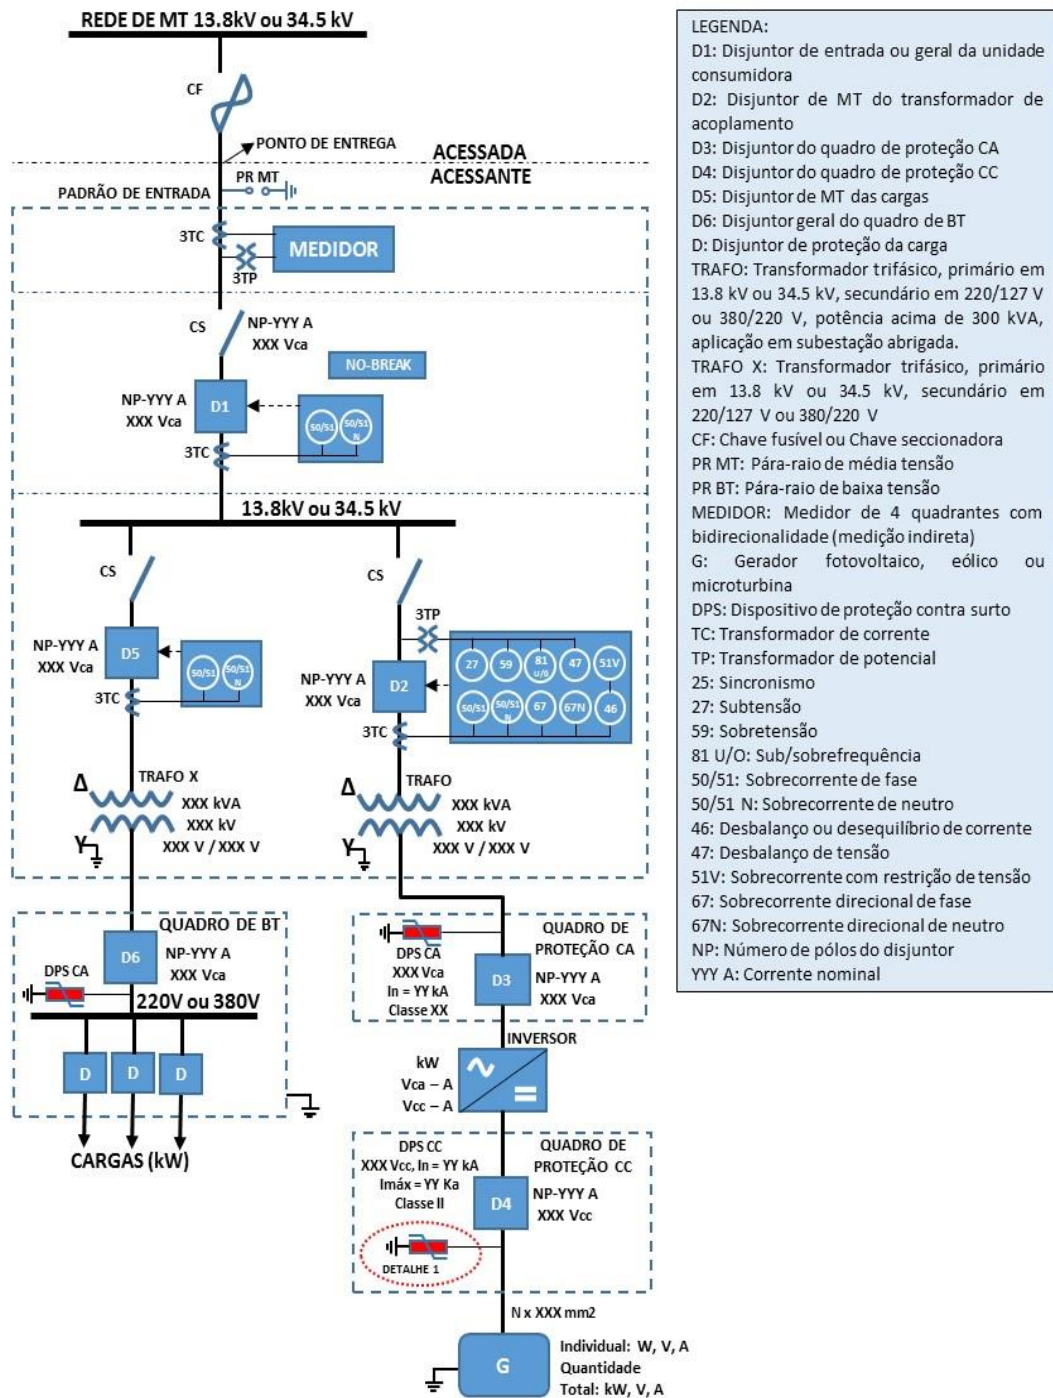 REDE DE MT 13.8kV ou 34.5 kV
CF
PONTO DE ENTREGA
ACESSADA
ACESSANTE
PR MT
PADRÃO DE ENTRADA
3TC
MEDIDOR
3TP
CS
NP-YYY A
XXX Vca
NO-BREAK
NP-YYY A
XXX Vca
D1
50/51
50/51
N
3TC
13.8kV ou 34.5 kV
CS
CS
NP-YYY A
XXX Vca
D5
50/51
50/51
N
3TC
3TP
NP-YYY A
XXX Vca
D2
27
59
81
U/O
47
51V
50/51
50/51
N
67
67N
46
3TC
Δ
TRAFO X
XXX kVA
XXX kV
XXX V / XXX V
Y
Δ
TRAFO
XXX kVA
XXX kV
XXX V / XXX V
Y
QUADRO DE BT
D6
NP-YYY A
XXX Vca
DPS CA
220V ou 380V
D
D
D
CARGAS (kW)
QUADRO DE
PROTEÇÃO CA
DPS CA
XXX Vca
In = YY kA
Classe XX
D3
NP-YYY A
XXX Vca
INVERSOR
kW
Vca – A
Vcc – A
DPS CC
XXX Vcc, In = YY kA
Imáx = YY Ka
Classe II
QUADRO DE
PROTEÇÃO CC
D4
NP-YYY A
XXX Vcc
DETALHE 1
N x XXX mm2
G
Individual: W, V, A
Quantidade
Total: kW, V, A
LEGENDA:
D1: Disjuntor de entrada ou geral da unidade
consumidora
D2: Disjuntor de MT do transformador de
acoplamento
D3: Disjuntor do quadro de proteção CA
D4: Disjuntor do quadro de proteção CC
D5: Disjuntor de MT das cargas
D6: Disjuntor geral do quadro de BT
D: Disjuntor de proteção da carga
TRAFO: Transformador trifásico, primário em
13.8 kV ou 34.5 kV, secundário em 220/127 V
ou 380/220 V, potência acima de 300 kVA,
aplicação em subestação abrigada.
TRAFO X: Transformador trifásico, primário
em 13.8 kV ou 34.5 kV, secundário em
220/127 V ou 380/220 V
CF: Chave fusível ou Chave seccionadora
PR MT: Pára-raio de média tensão
PR BT: Pára-raio de baixa tensão
MEDIDOR: Medidor de 4 quadrantes com
bidirecionalidade (medição indireta)
G: Gerador fotovoltaico, eólico ou
microturbina
DPS: Dispositivo de proteção contra surto
TC: Transformador de corrente
TP: Transformador de potencial
25: Sincronismo
27: Subtensão
59: Sobretensão
81 U/O: Sub/sobrefrequência
50/51: Sobrecorrente de fase
50/51 N: Sobrecorrente de neutro
46: Desbalanço ou desequilíbrio de corrente
47: Desbalanço de tensão
51V: Sobrecorrente com restrição de tensão
67: Sobrecorrente directional de fase
67N: Sobrecorrente direcional de neutro
NP: Número de pólos do disjuntor
YYY A: Corrente nominal